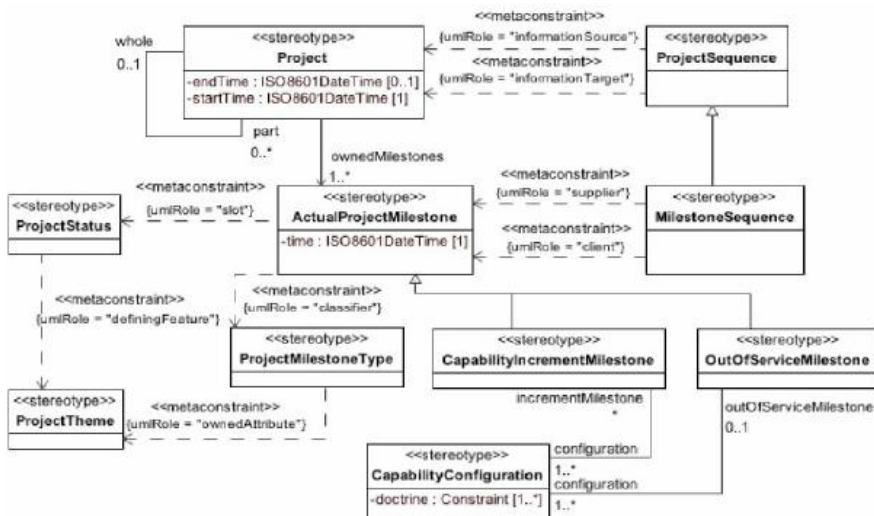 <<metaconstraint>>
whole
<<stereotype>>
Project
{umlRole = "informationSource"}
<<stereotype>>
ProjectSequence
0..1
<<metaconstraint>>
-endTime : ISO8601DateTime [0..1]
-startTime : ISO8601DateTime [1]
{umlRole = "informationTarget"}
part
0..*
ownedMilestones
1..*
<<metaconstraint>>
<<metaconstraint>>
{umlRole = "supplier"}
<<stereotype>>
ProjectStatus
{umlRole = "slot"}
<<stereotype>>
ActualProjectMilestone
-time : ISO8601DateTime [1]
<<stereotype>>
MilestoneSequence
<<metaconstraint>>
{umlRole = "client"}
<<metaconstraint>>
{umlRole = "definingFeature"}
<<metaconstraint>>
{umlRole = "classifier"}
<<stereotype>>
ProjectMilestoneType
<<stereotype>>
CapabilityIncrementMilestone
<<stereotype>>
OutOfServiceMilestone
<<stereotype>>
ProjectTheme
<<metaconstraint>>
{umlRole = "ownedAttribute"}
incrementMilestone
*
outOfServiceMilestone
0..1
<<stereotype>>
CapabilityConfiguration
-doctrine : Constraint [1..*]
configuration
1..*
configuration
1..*